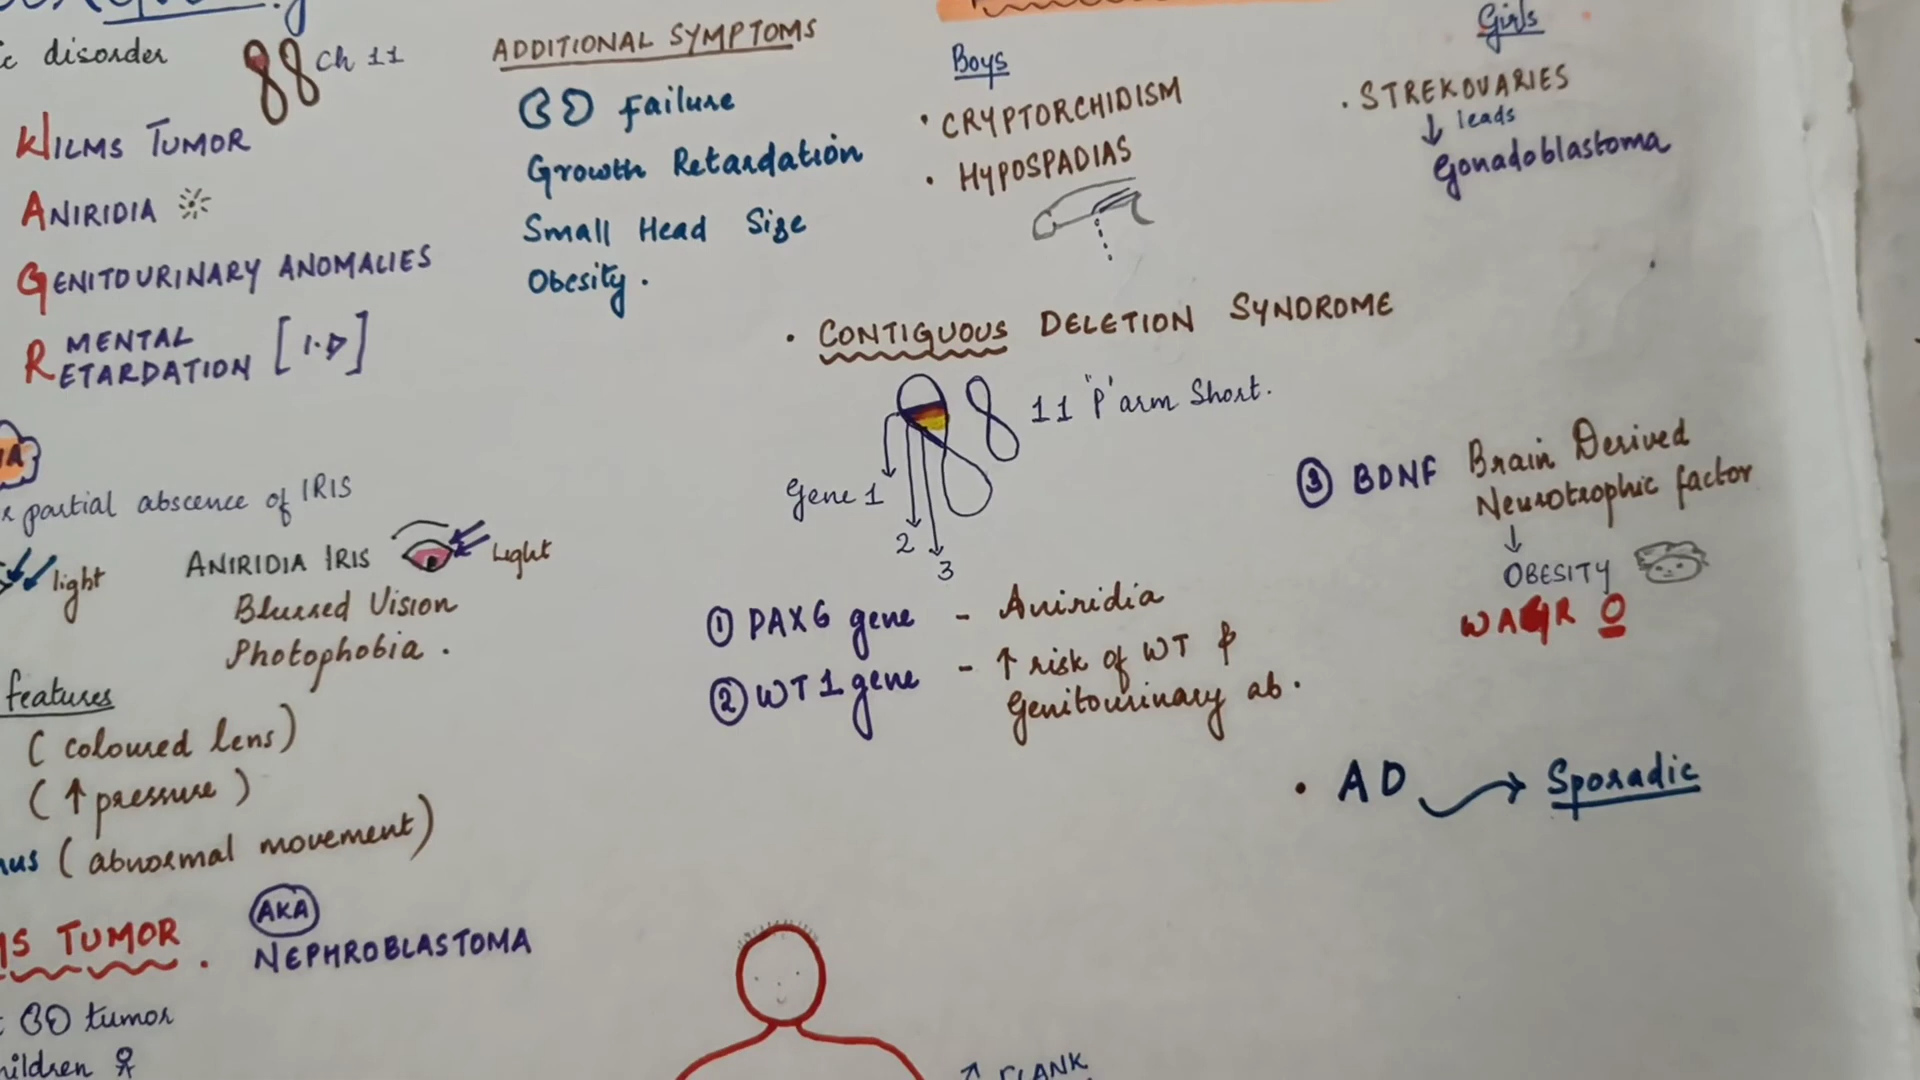 disorder
Ch 11
WILMS TUMOR
ANIRIDIA
GENITOURINARY ANOMALIES
MENTAL
RETARDATION [I.D]
ADDITIONAL SYMPTOMS
failure
Growth Retardation
Small Head Size
Obesity.
Boys
• CRYPTORCHIDISM
• HYPOSPADIAS
Girls
• STREKOVARIES
↓ leads
Gonadoblastoma
• CONTIGUOUS DELETION SYNDROME
11 "P" arm Short.
Gene 1
2
3
① PAX6 gene - Aniridia
② WT1 gene - ↑ risk of WT &
Genitourinary ab.
③ BDNF Brain Derived
Neurotrophic factor
↓
OBESITY
WAGR O
• AD → Sporadic
partial abscence of IRIS
light
ANIRIDIA IRIS
Light
Blurred Vision
Photophobia.
features
(coloured lens)
(↑ pressure)
(abnormal movement)
TUMOR.
AKA
NEPHROBLASTOMA
tumor
FLANK